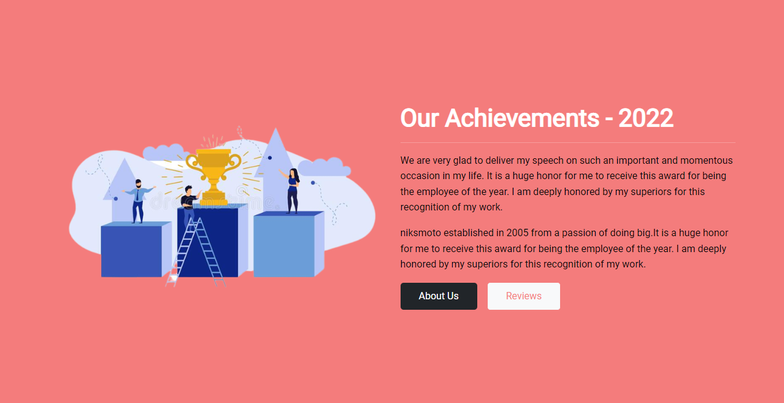 Our Achievements - 2022
We are very glad to deliver my speech on such an important and momentous
occasion in my life. It is a huge honor for me to receive this award for being
the employee of the year. I am deeply honored by my superiors for this
recognition of my work.
niksmoto established in 2005 from a passion of doing big.It is a huge honor
for me to receive this award for being the employee of the year. I am deeply
honored by my superiors for this recognition of my work.
About Us
Reviews